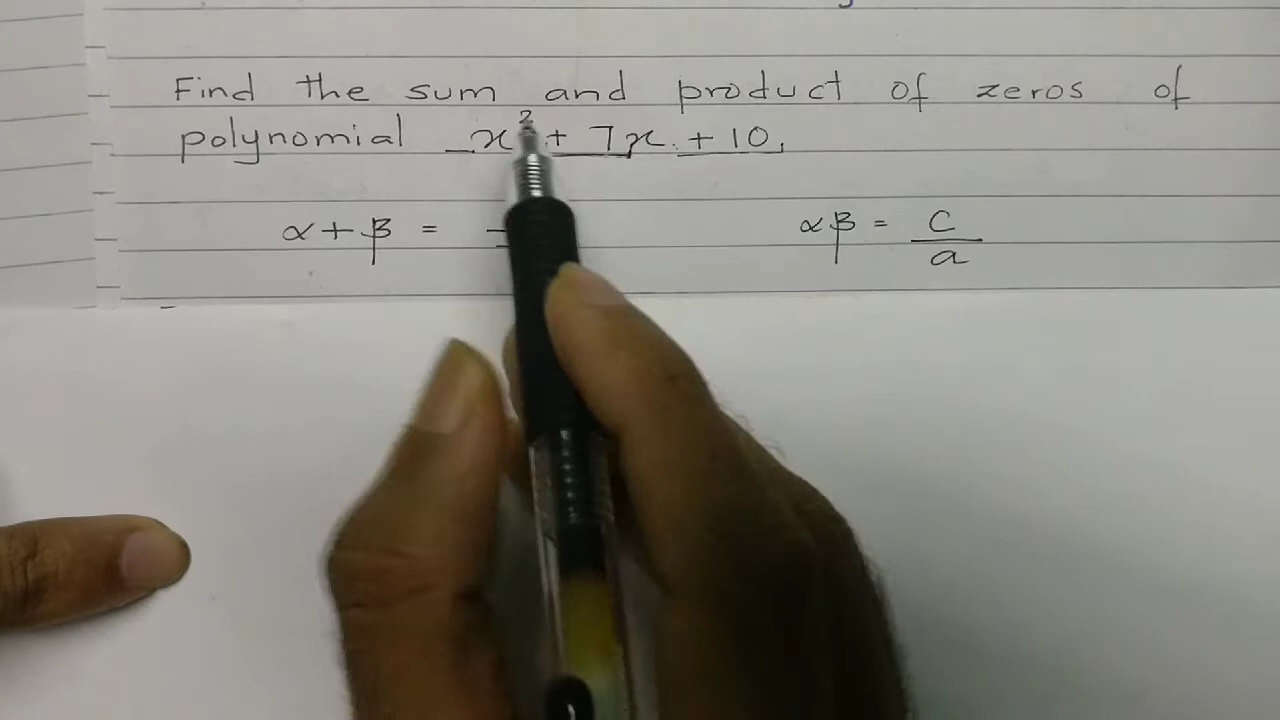 Find the sum and product of zeros of
polynomial x² + 7x + 10.
α + β = αβ = c/a